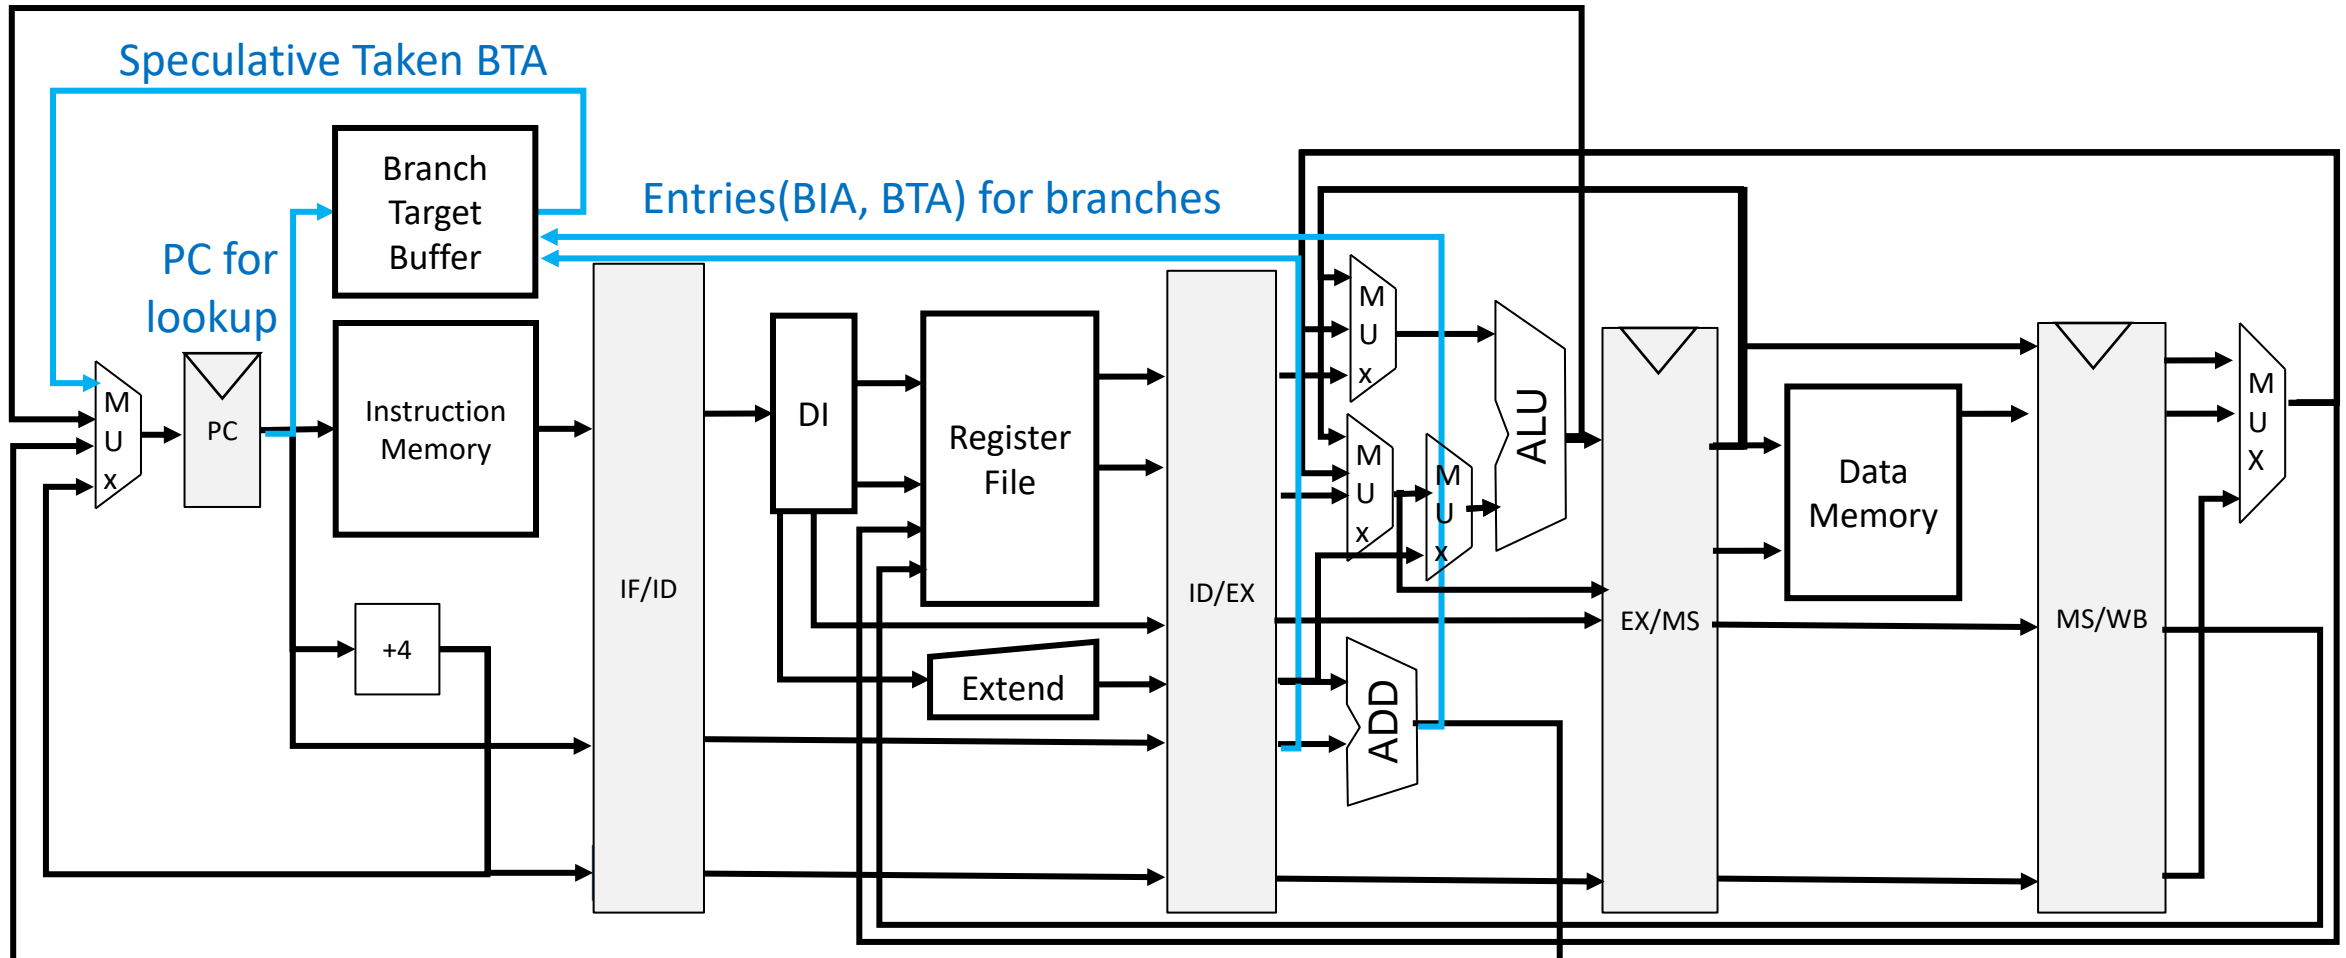 Speculative Taken BTA
Branch
Target
Buffer
Entries(BIA, BTA) for branches
PC for
lookup
M
U
x
PC
Instruction
Memory
+4
IF/ID
DI
Register
File
Extend
ID/EX
M
U
x
M
U
x
M
U
x
ALU
ADD
EX/MS
Data
Memory
MS/WB
M
U
X